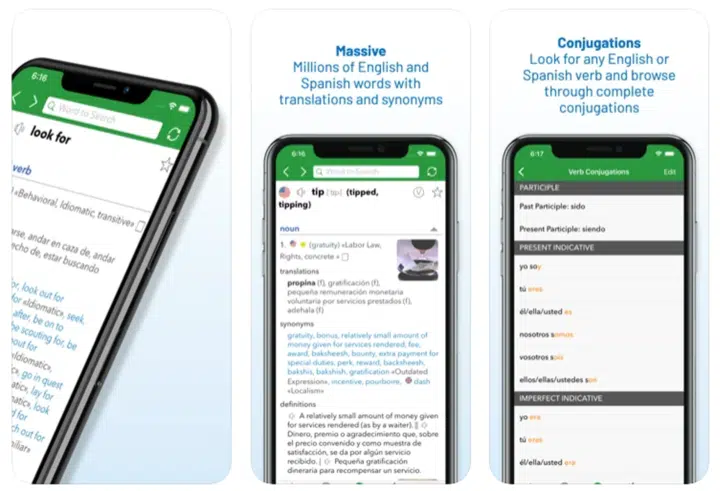 6:16
Word to Search
look for
verb
«Behavioral, Idiomatic, transitive»
andar en caza de, andar
de, estar buscando
look out for
«Idiomatic», seek,
after, be on to
be scouting for, be
out for
go in quest
lay for
look
for
out for
Massive
Millions of English and
Spanish words with
translations and synonyms
6:16
Word to Search
tip [tɪp] (tipped,
tipping)
noun
1. (gratuity) «Labor Law,
Rights, concrete»
translations
propina (f), gratificación (f),
pequeña remuneración monetaria
voluntaria por servicios prestados (f),
adehala (f)
synonyms
gratuity, bonus, relatively small amount of
money given for services rendered, fee,
award, baksheesh, bounty, extra payment for
special duties, perk, reward, backsheesh,
bakshis, bakshish, gratification «Outdated
Expression», incentive, pourboire, dash
«Localism»
definitions
A relatively small amount of money given
for services rendered (as by a waiter). ||
Dinero, premio o agradecimiento que, sobre
el precio convenido y como muestra de
satisfacción, se da por algún servicio
recibido. | Pequeña gratificación
dineraria para recompensar un servicio.
Conjugations
Look for any English or
Spanish verb and browse
through complete
conjugations
6:17
Verb Conjugations Edit
PARTICIPLE
Past Participle: sido
Present Participle: siendo
PRESENT INDICATIVE
yo soy
tú eres
él/ella/usted es
nosotros somos
vosotros sois
ellos/ellas/ustedes son
IMPERFECT INDICATIVE
yo era
tú eras
él/ella/usted era